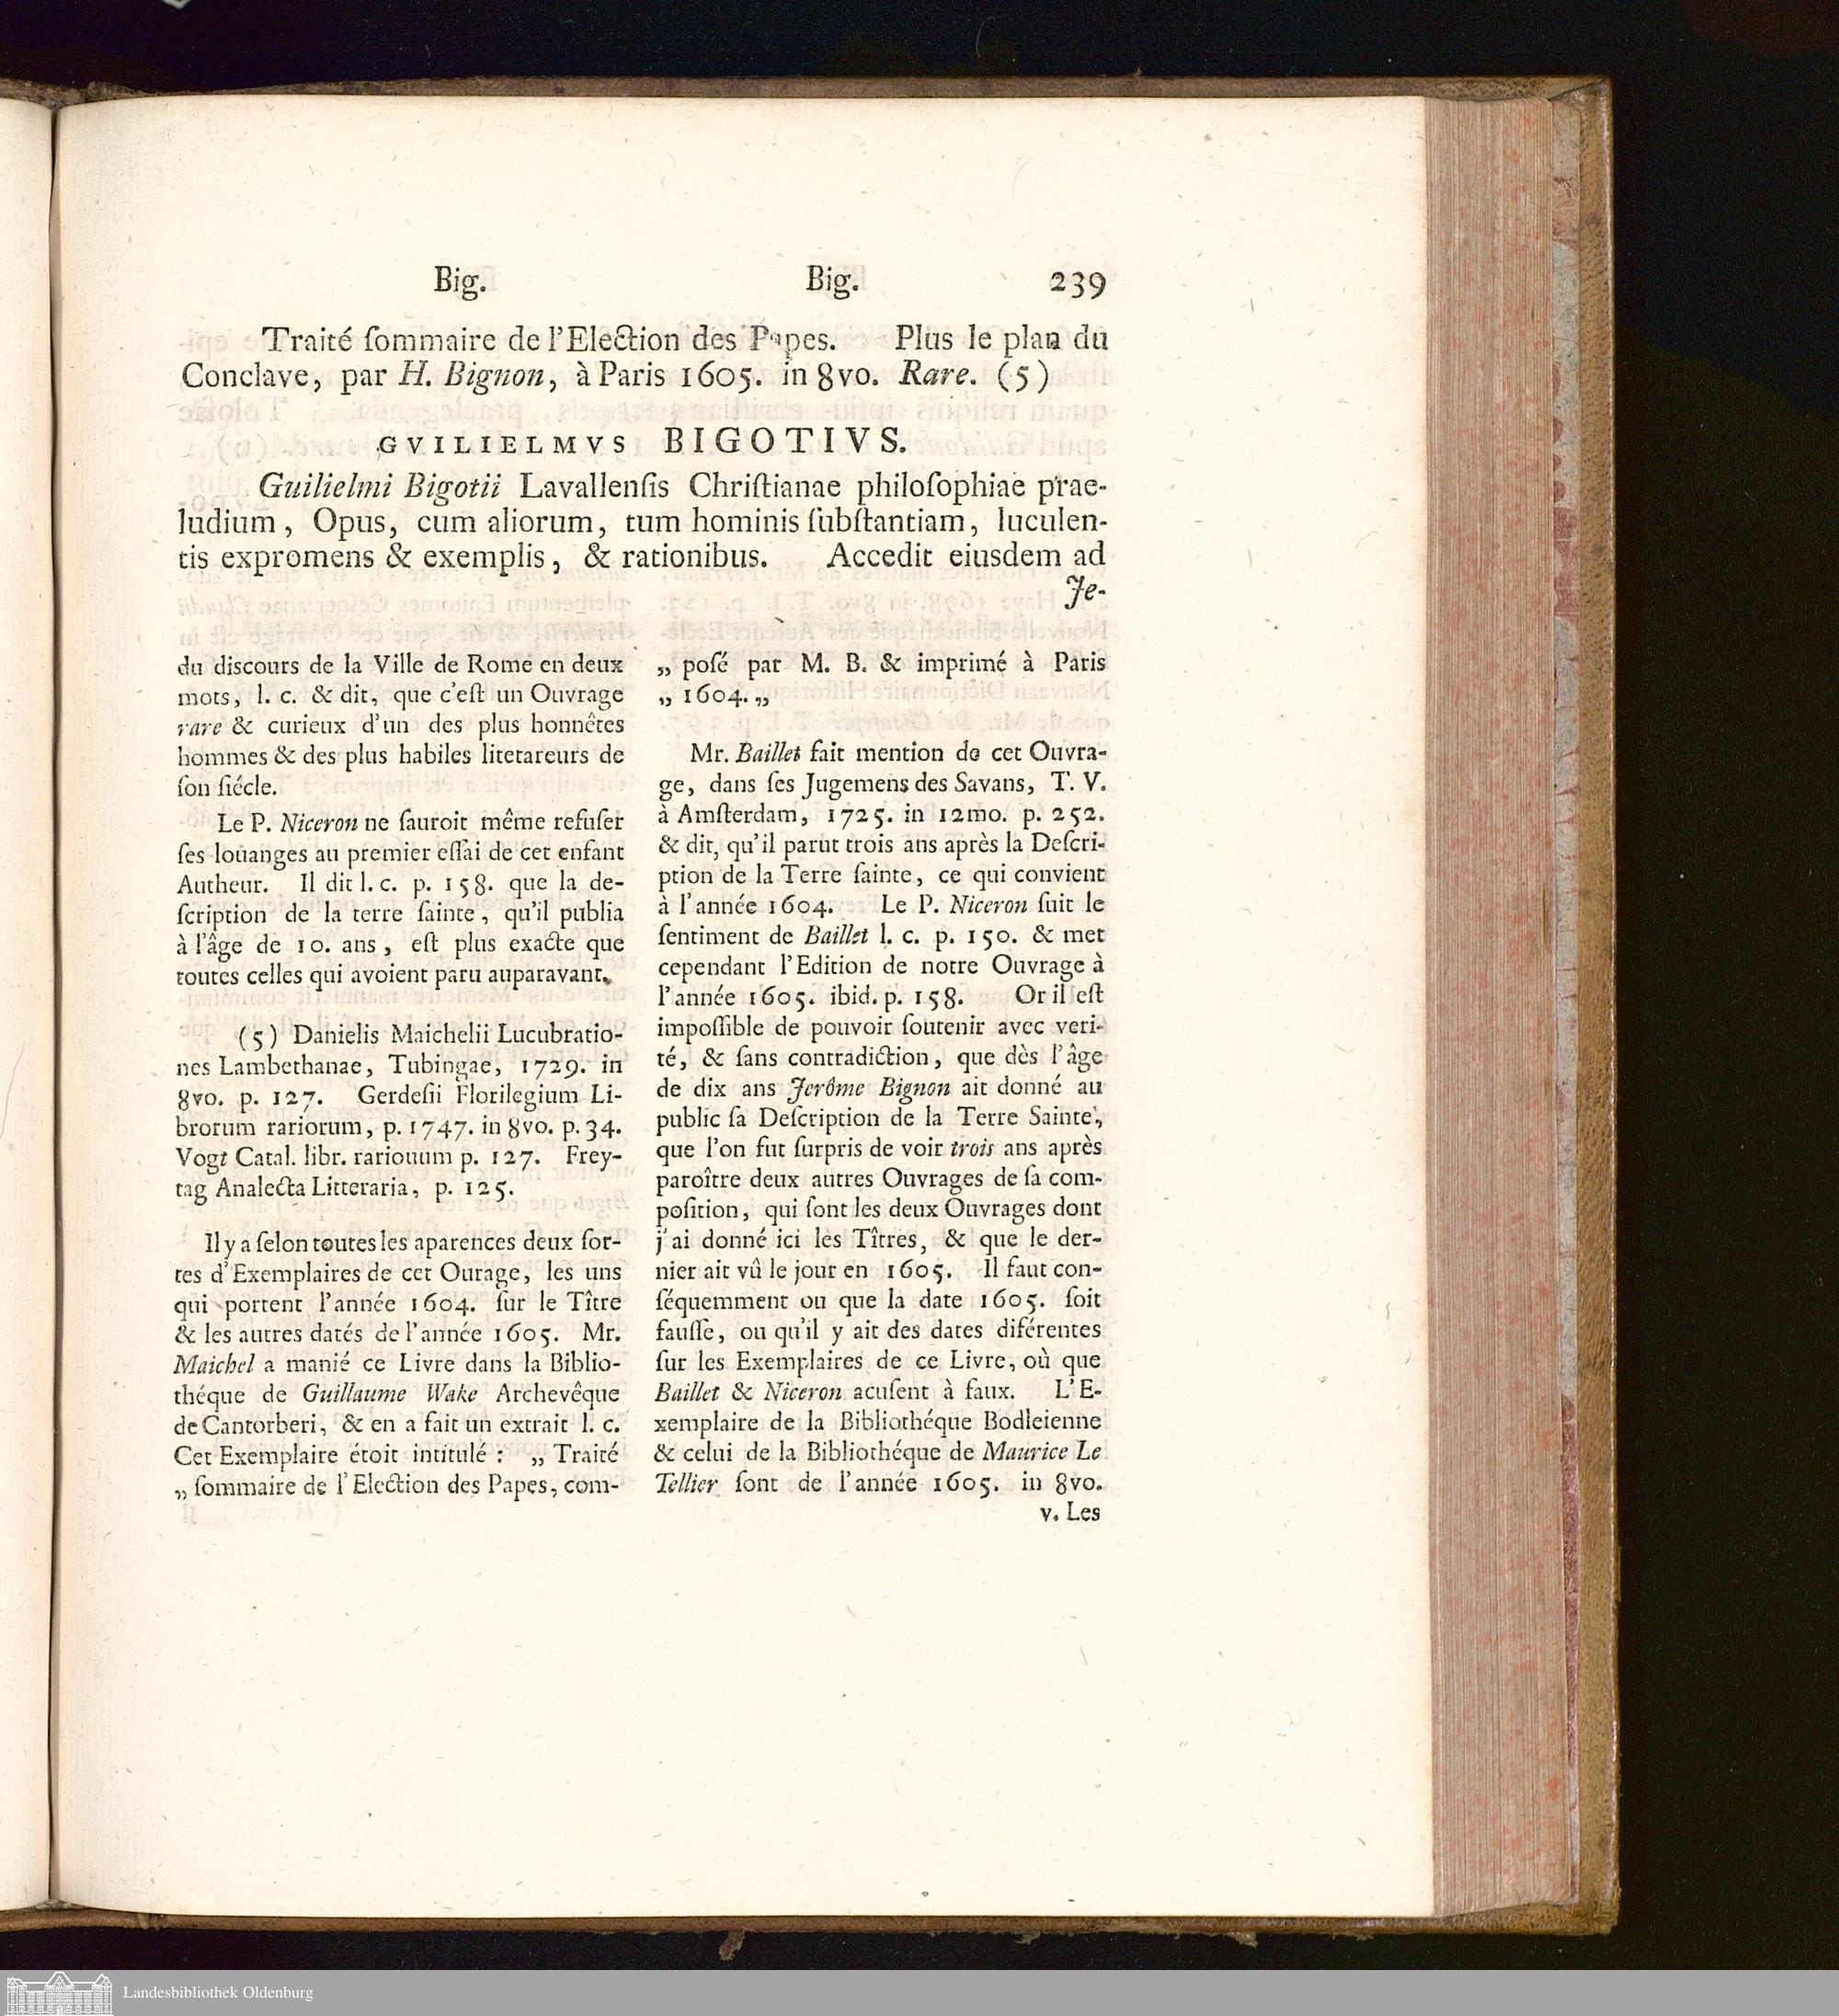 Big. Big. 239
Traité ſommaire de l'Election des Papes. Plus le plan du
Conclave, par H. Bignon, à Paris 1605. in 8vo. Rare. (5)
GVILIELMVS BIGOTIVS.
Guilielmi Bigotii Lavallenſis Chriſtianae philoſophiae prae-
ludium, Opus, cum aliorum, tum hominis ſubſtantiam, luculen-
tis expromens & exemplis, & rationibus. Accedit eiusdem ad
Je-
du discours de la Ville de Rome en deux
mots, l. c. & dit, que c'eſt un Ouvrage
rare & curieux d'un des plus honnêtes
hommes & des plus habiles litetareurs de
ſon ſiécle.
Le P. Niceron ne ſauroit même refuſer
ſes louanges au premier eſſai de cet enfant
Autheur. Il dit l. c. p. 158. que la de-
ſcription de la terre ſainte, qu'il publia
à l'âge de 10. ans, eſt plus exacte que
toutes celles qui avoient paru auparavant.
(5) Danielis Maichelii Lucubratio-
nes Lambethanae, Tubingae, 1729. in
8vo. p. 127. Gerdeſii Florilegium Li-
brorum rariorum, p. 1747. in 8vo. p. 34.
Vogt Catal. libr. rariouum p. 127. Frey-
tag Analecta Litteraria, p. 125.
Il y a ſelon toutes les aparences deux ſor-
tes d'Exemplaires de cet Ourage, les uns
qui portent l'année 1604. ſur le Tître
& les autres datés de l'année 1605. Mr.
Maichel a manié ce Livre dans la Biblio-
théque de Guillaume Wake Archevêque
de Cantorberi, & en a fait un extrait l. c.
Cet Exemplaire étoit intitulé : „ Traité
„ ſommaire de l'Election des Papes, com-
„ poſé par M. B. & imprimé à Paris
„ 1604. „
Mr. Baillet fait mention de cet Ouvra-
ge, dans ſes Jugemens des Savans, T. V.
à Amſterdam, 1725. in 12mo. p. 252.
& dit, qu'il parut trois ans après la Deſcri-
ption de la Terre ſainte, ce qui convient
à l'année 1604. Le P. Niceron ſuit le
ſentiment de Baillet l. c. p. 150. & met
cependant l'Edition de notre Ouvrage à
l'année 1605. ibid. p. 158. Or il eſt
impoſſible de pouvoir ſoutenir avec veri-
té, & ſans contradiction, que dès l'âge
de dix ans Jerôme Bignon ait donné au
public ſa Deſcription de la Terre Sainte,
que l'on fut ſurpris de voir trois ans après
paroître deux autres Ouvrages de ſa com-
poſition, qui ſont les deux Ouvrages dont
j'ai donné ici les Tîtres, & que le der-
nier ait vû le jour en 1605. Il faut con-
ſéquemment ou que la date 1605. ſoit
fauſſe, ou qu'il y ait des dates diférentes
ſur les Exemplaires de ce Livre, où que
Baillet & Niceron acuſent à faux. L'E-
xemplaire de la Bibliothéque Bodleienne
& celui de la Bibliothéque de Maurice Le
Tellier ſont de l'année 1605. in 8vo.
v. Les
Landesbibliothek Oldenburg